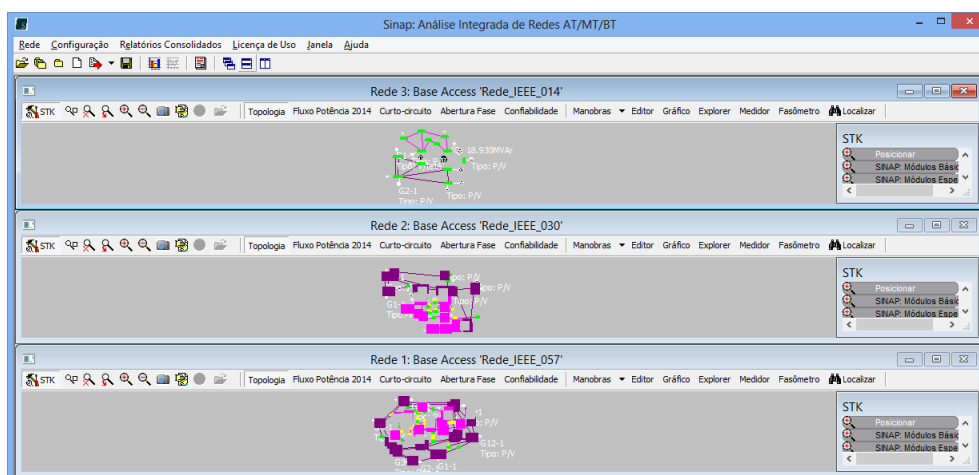 Sinap: Análise Integrada de Redes AT/MT/BT
Rede Configuração Relatórios Consolidados Licença de Uso Janela Ajuda
Rede 3: Base Access 'Rede_IEEE_014'
STK Topologia Fluxo Potência 2014 Curto-circuito Abertura Fase Confiabilidade Manobras Editor Gráfico Explorer Medidor Fasômetro Localizar
18.930MVAr
Tipo: P/V
G2-1
Tipo: P/V
Tipo: P/V
STK
Posicionar
SINAP: Módulos Básic
SINAP: Módulos Espe
Rede 2: Base Access 'Rede_IEEE_030'
STK Topologia Fluxo Potência 2014 Curto-circuito Abertura Fase Confiabilidade Manobras Editor Gráfico Explorer Medidor Fasômetro Localizar
STK
Posicionar
SINAP: Módulos Básic
SINAP: Módulos Espe
Rede 1: Base Access 'Rede_IEEE_057'
STK Topologia Fluxo Potência 2014 Curto-circuito Abertura Fase Confiabilidade Manobras Editor Gráfico Explorer Medidor Fasômetro Localizar
G12-1
Tipo: P/V
G2-1
G1-1
STK
Posicionar
SINAP: Módulos Básic
SINAP: Módulos Espe